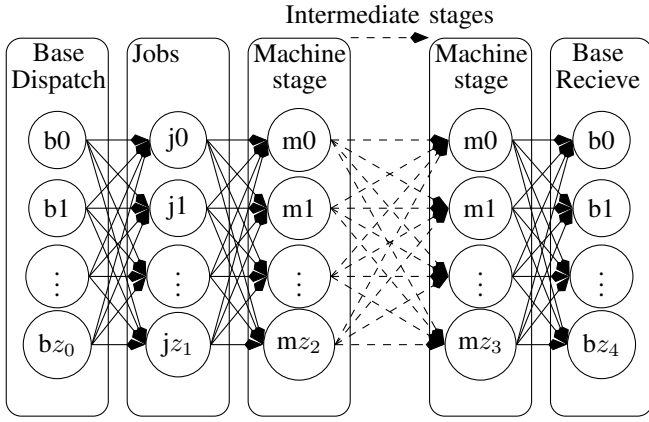 Intermediate stages
Base Dispatch
Jobs
Machine stage
Machine stage
Base Recieve
b0 j0 m0 m0 b0
b1 j1 m1 m1 b1
⋮ ⋮ ⋮ ⋮ ⋮
bz₀ jz₁ mz₂ mz₃ bz₄